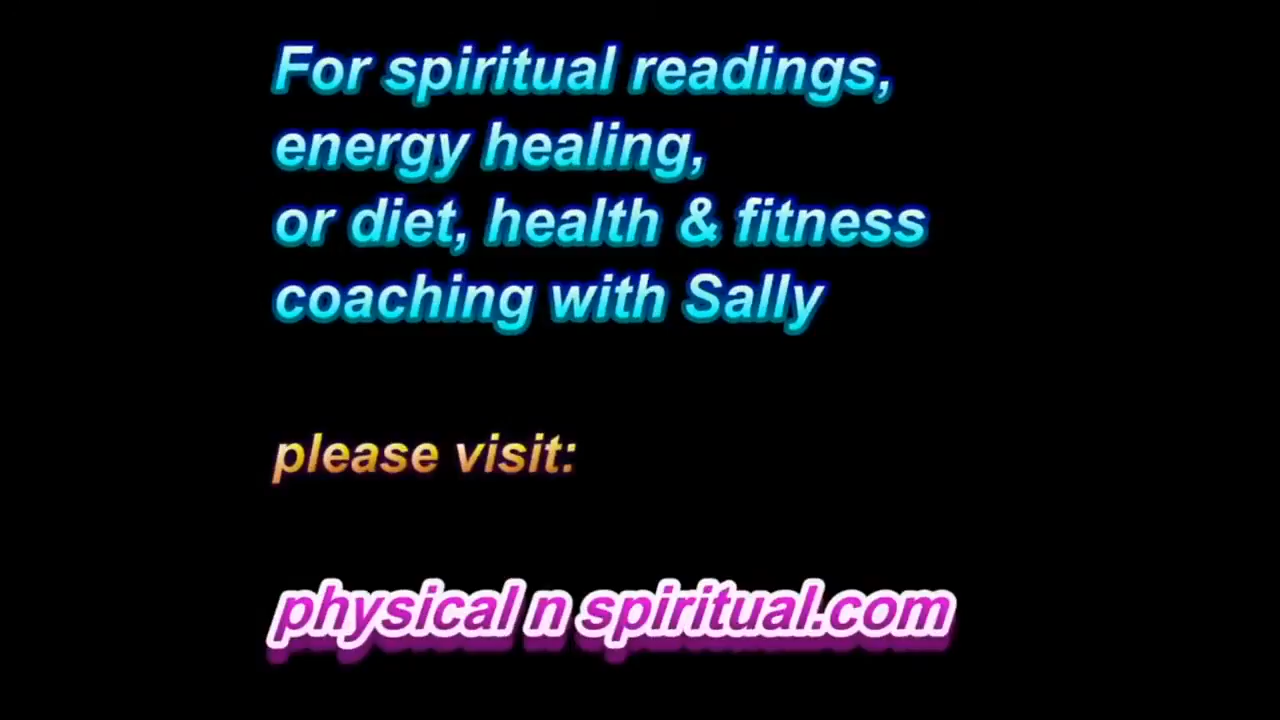 For spiritual readings,
energy healing,
or diet, health & fitness
coaching with Sally
please visit:
physical n spiritual.com